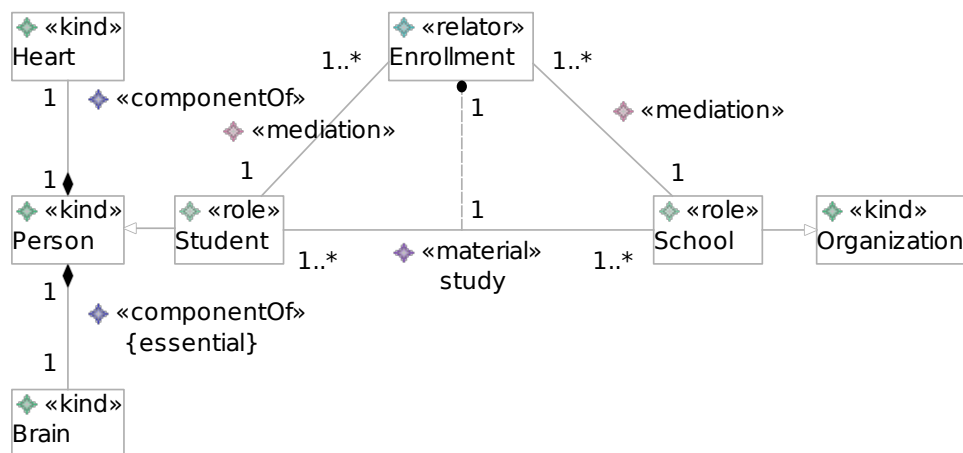 «kind»
Heart
«relator»
Enrollment
1..*
1..*
1
«componentOf»
1
«mediation»
«mediation»
1
1
1
«kind»
Person
«role»
Student
1
«role»
School
«kind»
Organization
1..*
«material»
study
1..*
1
«componentOf»
{essential}
1
«kind»
Brain